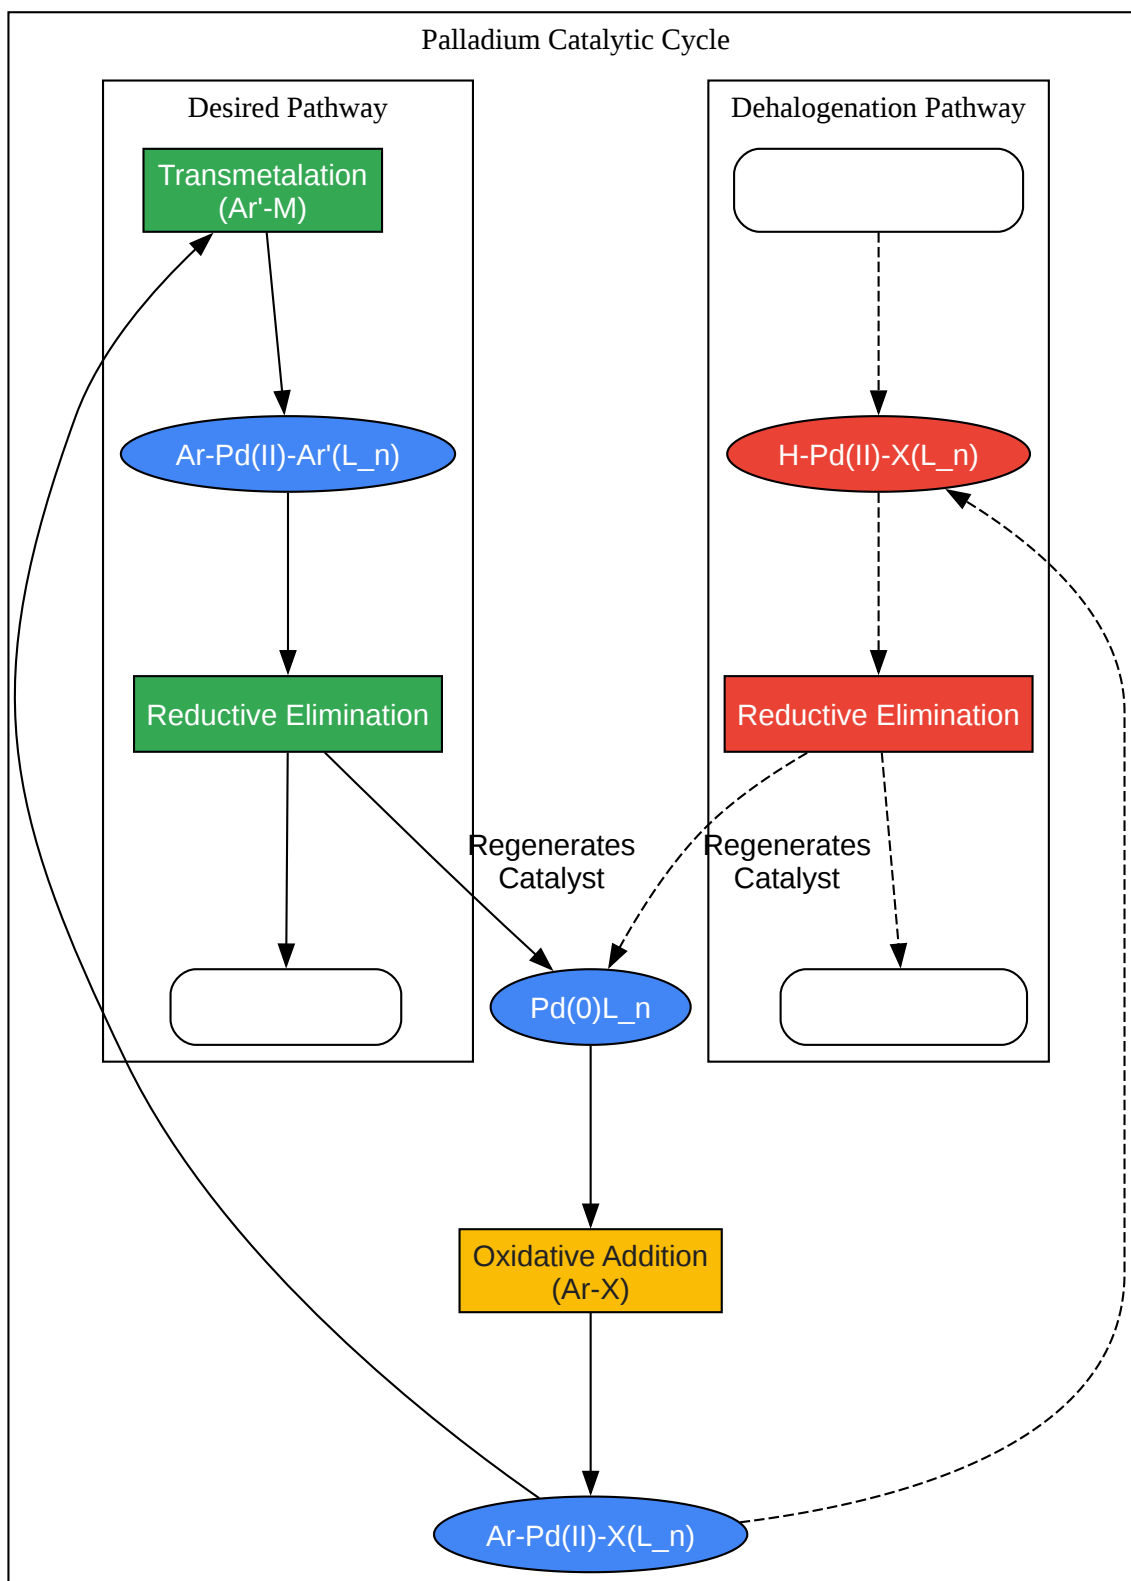 Palladium Catalytic Cycle
Desired Pathway
Dehalogenation Pathway
Transmetalation
(Ar'-M)
Ar-Pd(II)-Ar'(L_n)
H-Pd(II)-X(L_n)
Reductive Elimination
Reductive Elimination
Regenerates
Catalyst
Regenerates
Catalyst
Pd(0)L_n
Oxidative Addition
(Ar-X)
Ar-Pd(II)-X(L_n)